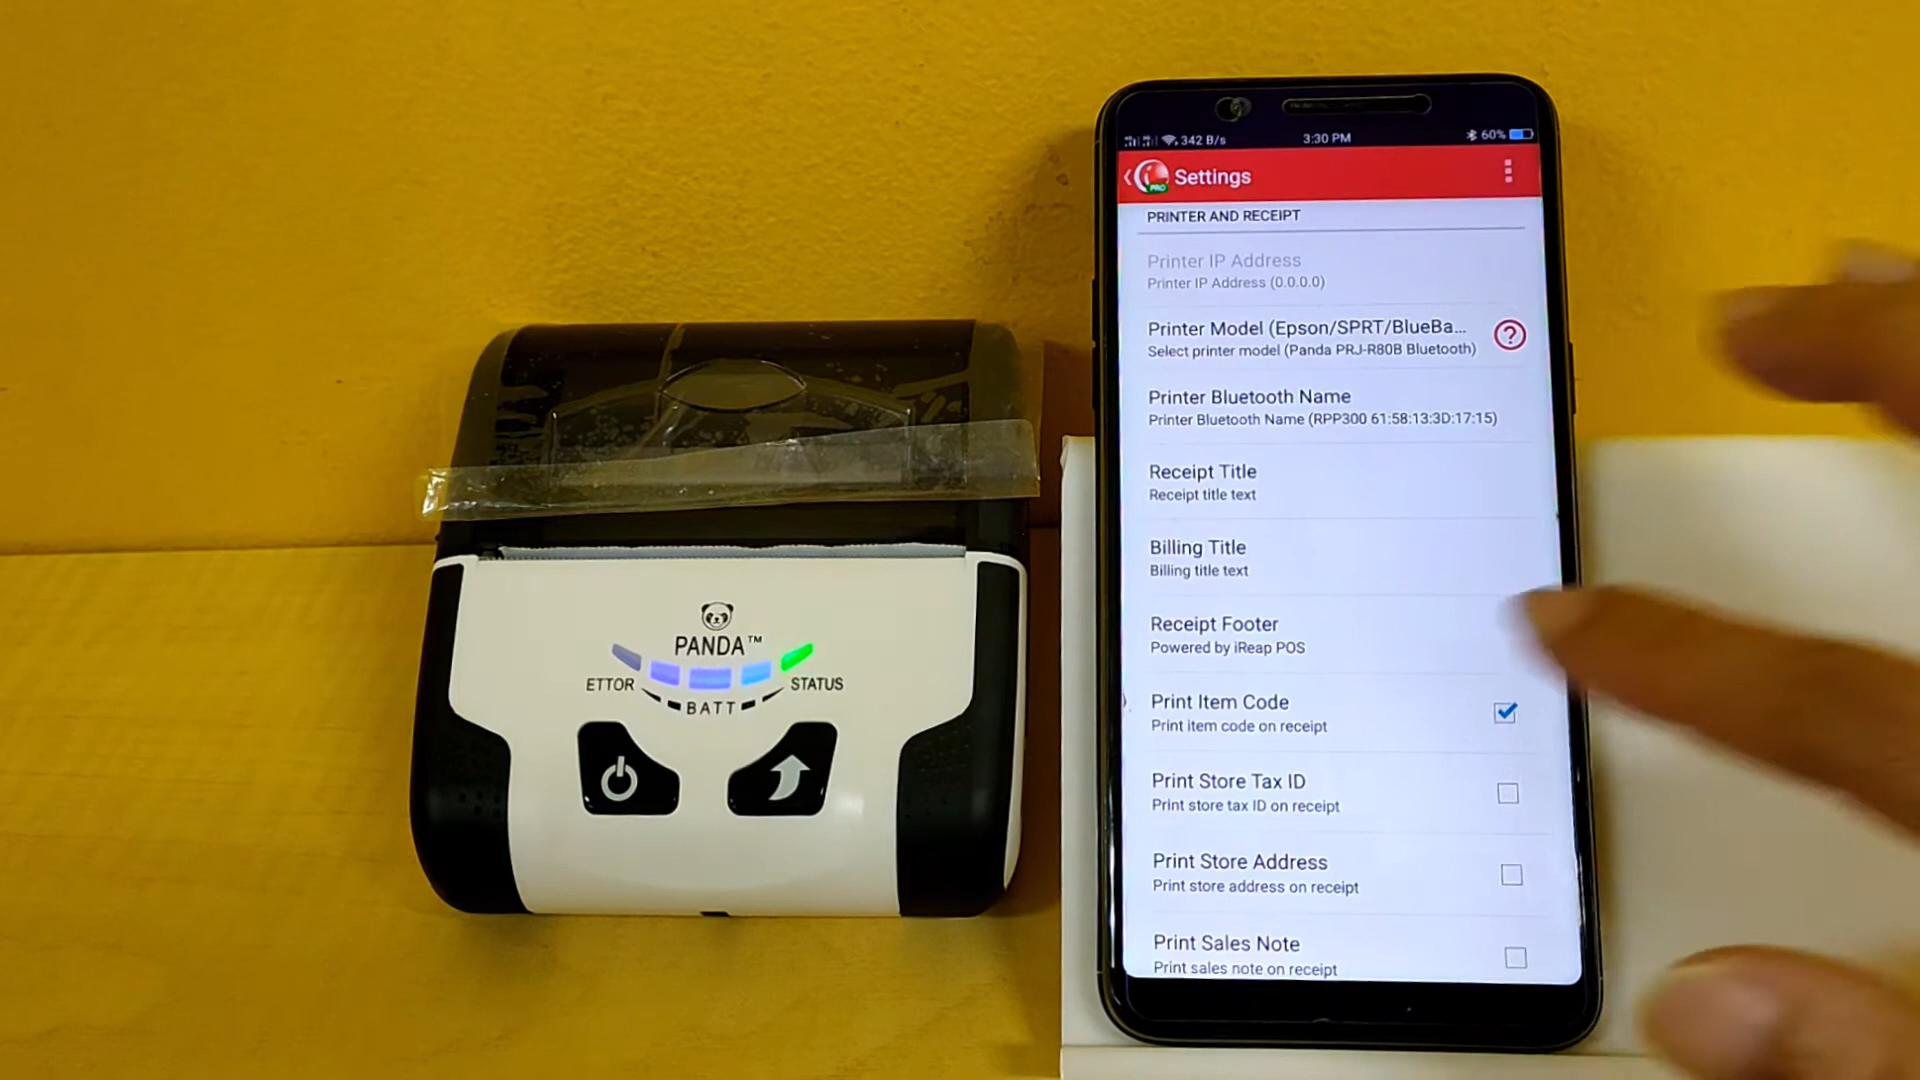 PANDA™
ETTOR
STATUS
BATT
342 B/s
3:30 PM
60%
PRO
Settings
PRINTER AND RECEIPT
Printer IP Address
Printer IP Address (0.0.0.0)
Printer Model (Epson/SPRT/BlueBa...
Select printer model (Panda PRJ-R80B Bluetooth)
?
Printer Bluetooth Name
Printer Bluetooth Name (RPP300 61:58:13:3D:17:15)
Receipt Title
Receipt title text
Billing Title
Billing title text
Receipt Footer
Powered by iReap POS
Print Item Code
Print item code on receipt
Print Store Tax ID
Print store tax ID on receipt
Print Store Address
Print store address on receipt
Print Sales Note
Print sales note on receipt